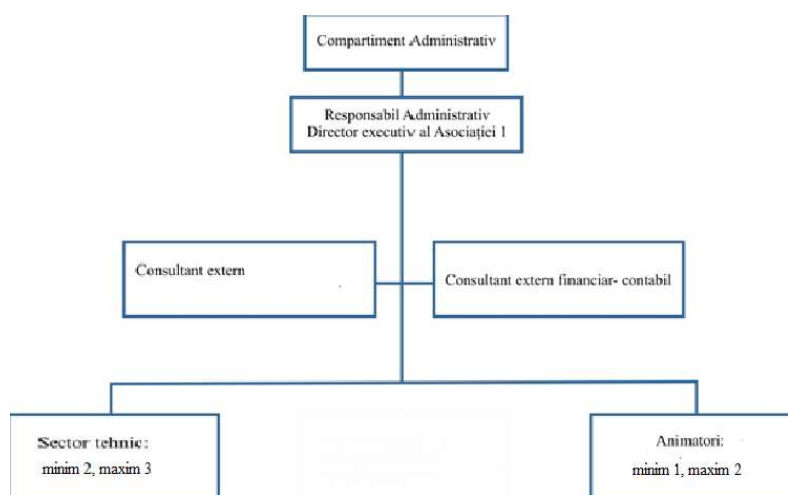 Compartiment Administrativ
Responsabil Administrativ
Director executiv al Asociației 1
Consultant extern
Consultant extern financiar- contabil
Sector tehnic:
minim 2, maxim 3
Animatori:
minim 1, maxim 2